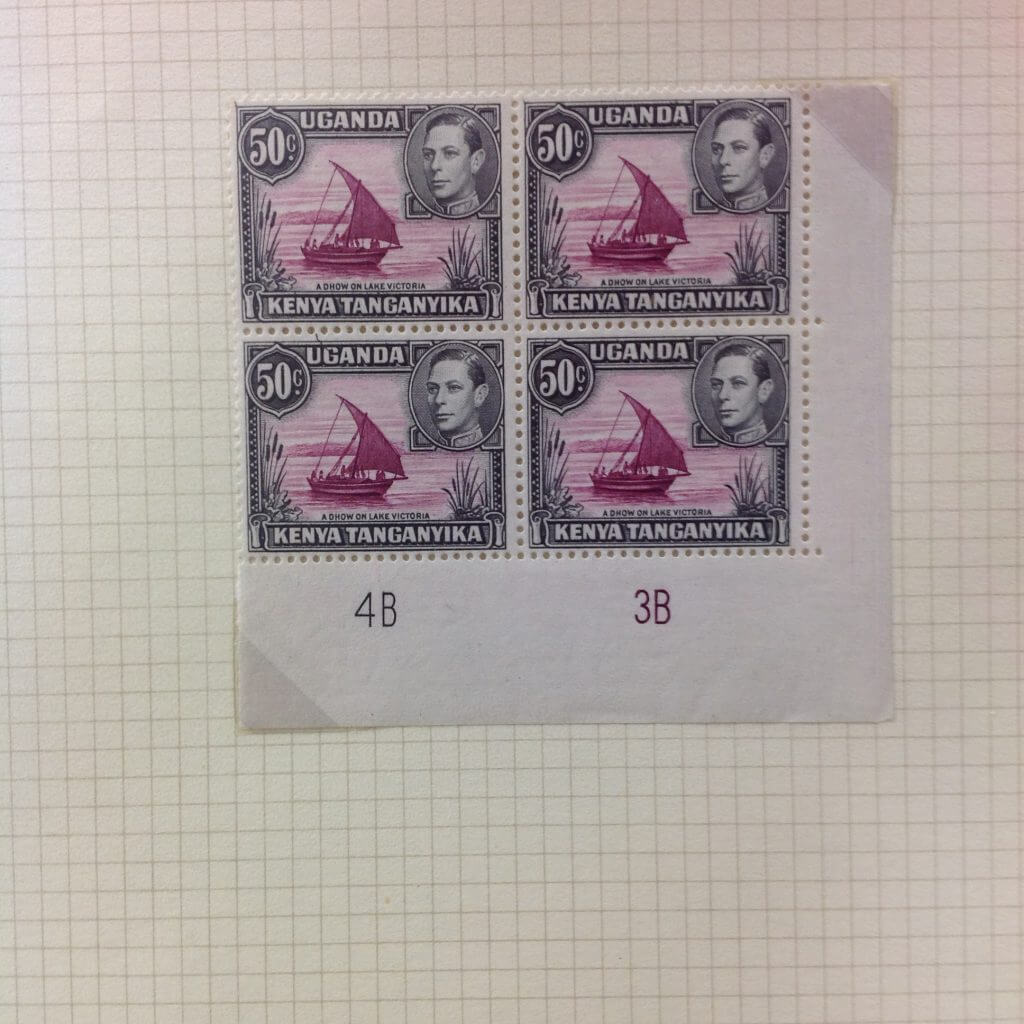 UGANDA
50C.
A DHOW ON LAKE VICTORIA
KENYA TANGANYIKA
UGANDA
50C.
A DHOW ON LAKE VICTORIA
KENYA TANGANYIKA
UGANDA
50C.
A DHOW ON LAKE VICTORIA
KENYA TANGANYIKA
UGANDA
50C.
A DHOW ON LAKE VICTORIA
KENYA TANGANYIKA
4B 3B